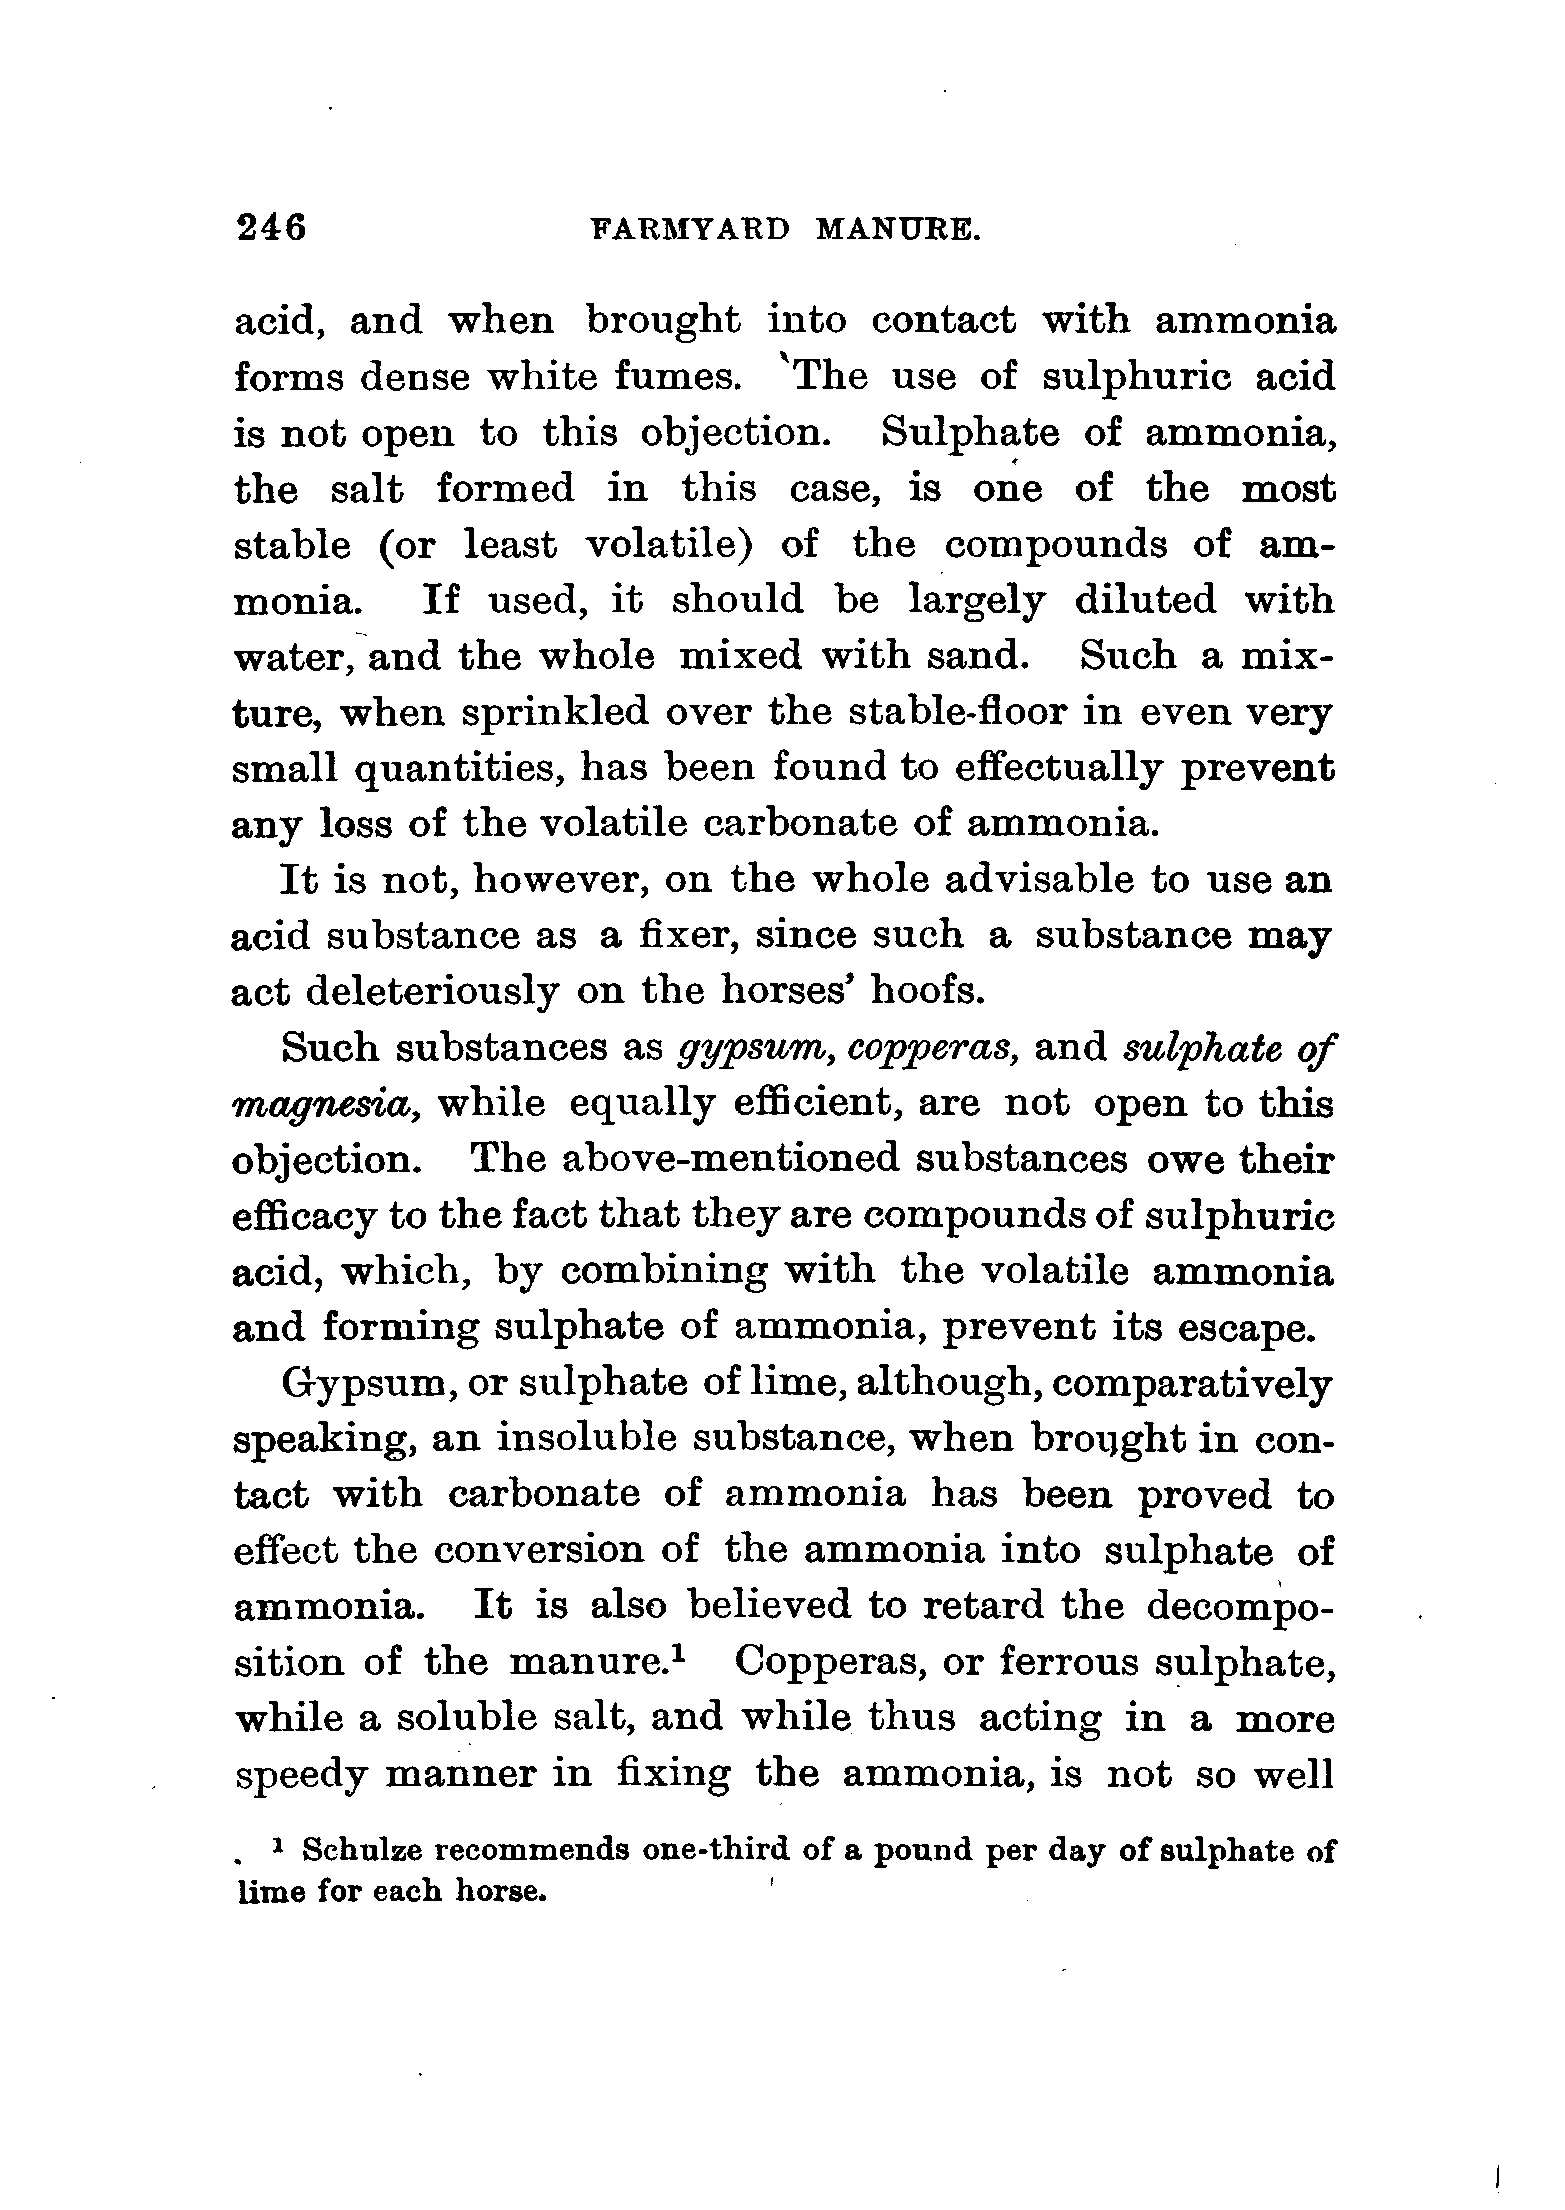 246 FARMYARD MANURE.
acid, and when brought into contact with ammonia
forms dense white fumes. The use of sulphuric acid
is not open to this objection. Sulphate of ammonia,
the salt formed in this case, is one of the most
stable (or least volatile) of the compounds of am-
monia. If used, it should be largely diluted with
water, and the whole mixed with sand. Such a mix-
ture, when sprinkled over the stable-floor in even very
small quantities, has been found to effectually prevent
any loss of the volatile carbonate of ammonia.
It is not, however, on the whole advisable to use an
acid substance as a fixer, since such a substance may
act deleteriously on the horses' hoofs.
Such substances as gypsum, copperas, and sulphate of
magnesia, while equally efficient, are not open to this
objection. The above-mentioned substances owe their
efficacy to the fact that they are compounds of sulphuric
acid, which, by combining with the volatile ammonia
and forming sulphate of ammonia, prevent its escape.
Gypsum, or sulphate of lime, although, comparatively
speaking, an insoluble substance, when brought in con-
tact with carbonate of ammonia has been proved to
effect the conversion of the ammonia into sulphate of
ammonia. It is also believed to retard the decompo-
sition of the manure.¹ Copperas, or ferrous sulphate,
while a soluble salt, and while thus acting in a more
speedy manner in fixing the ammonia, is not so well
¹ Schulze recommends one-third of a pound per day of sulphate of
lime for each horse.